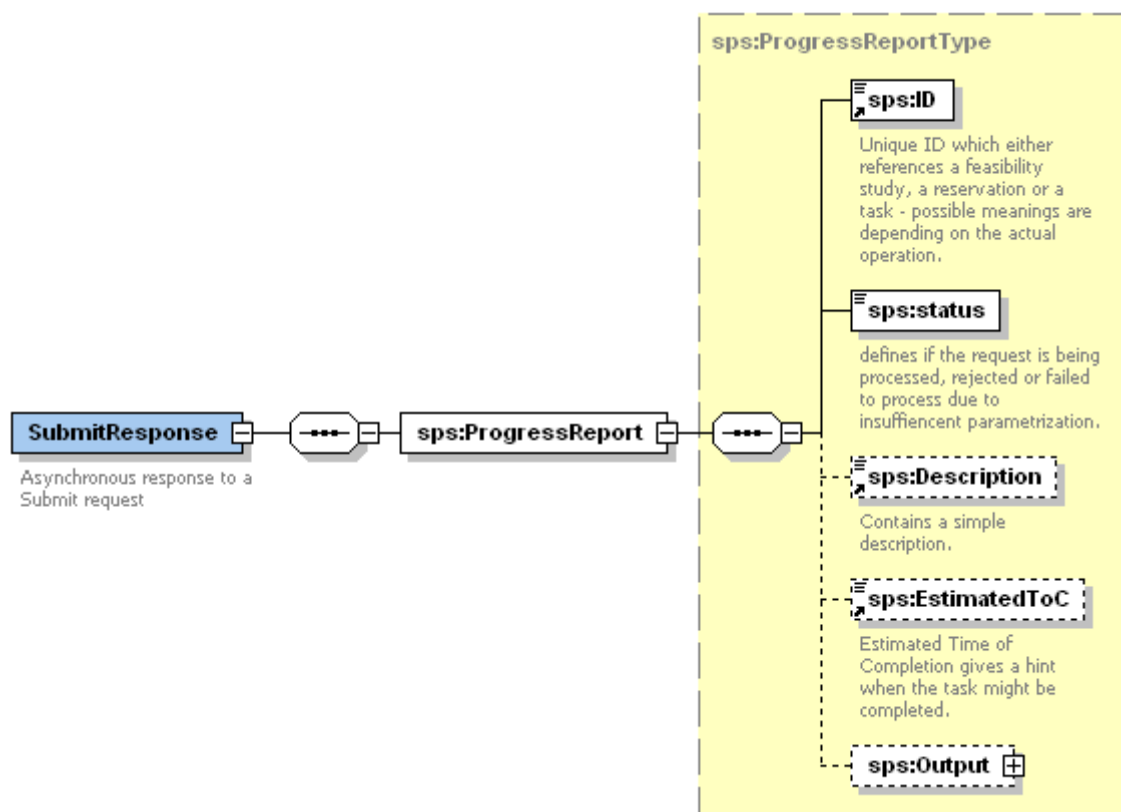 sps:ProgressReportType
sps:ID
Unique ID which either
references a feasibility
study, a reservation or a
task - possible meanings are
depending on the actual
operation.
sps:status
defines if the request is being
processed, rejected or failed
to process due to
insuffiencent parametrization.
SubmitResponse
Asynchronous response to a
Submit request
sps:ProgressReport
sps:Description
Contains a simple
description.
sps:EstimatedToC
Estimated Time of
Completion gives a hint
when the task might be
completed.
sps:Output